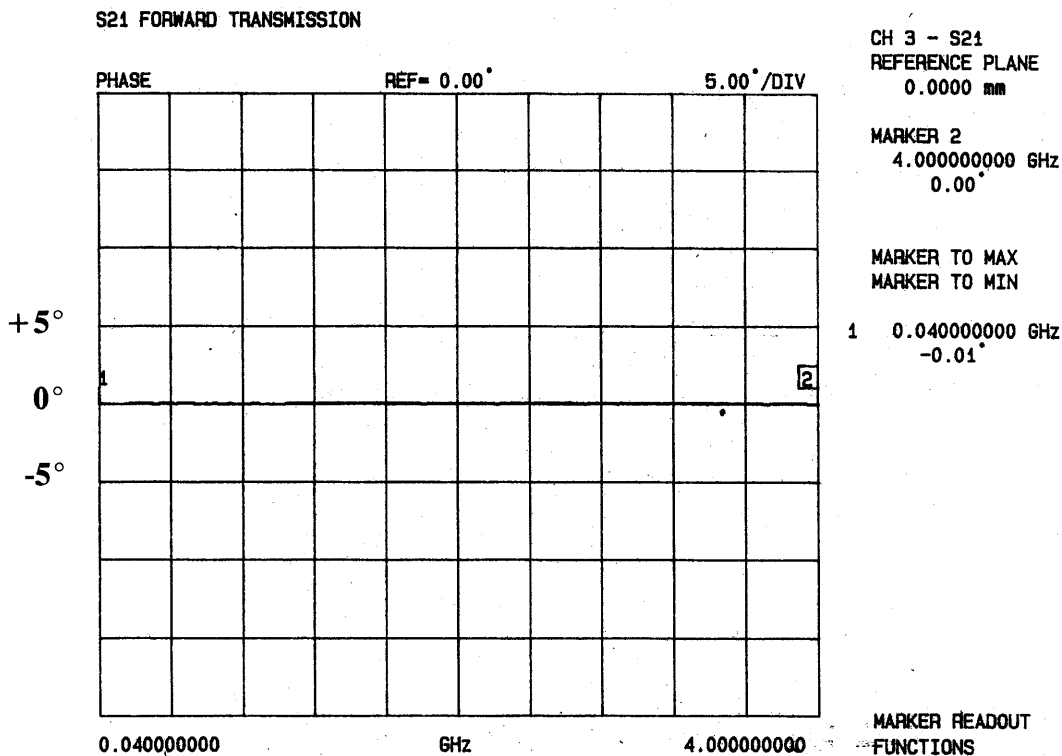 S21 FORWARD TRANSMISSION
PHASE REF= 0.00° 5.00°/DIV
CH 3 - S21
REFERENCE PLANE
0.0000 mm
MARKER 2
4.000000000 GHz
0.00°
MARKER TO MAX
MARKER TO MIN
1 0.040000000 GHz
-0.01°
+5°
1
2
0°
-5°
0.040000000 GHz 4.000000000
MARKER READOUT
FUNCTIONS